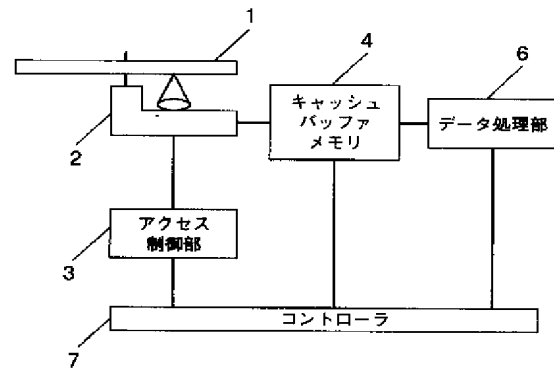 1
4
6
キャッシュ
バッファ
メモリ
データ処理部
2
アクセス
制御部
3
コントローラ
7